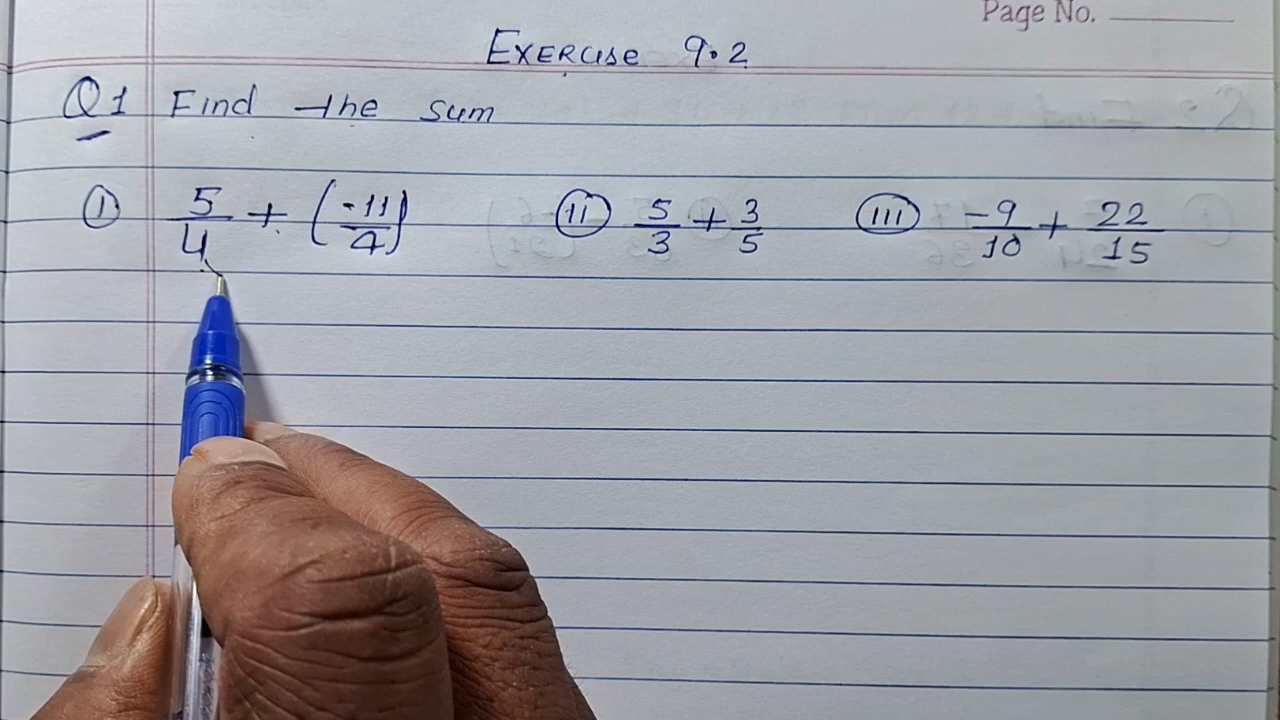 Page No.
Exercise 9.2
Q1 Find the sum
(i) 5/4 + (-11/4) (ii) 5/3 + 3/5 (iii) -9/10 + 22/15